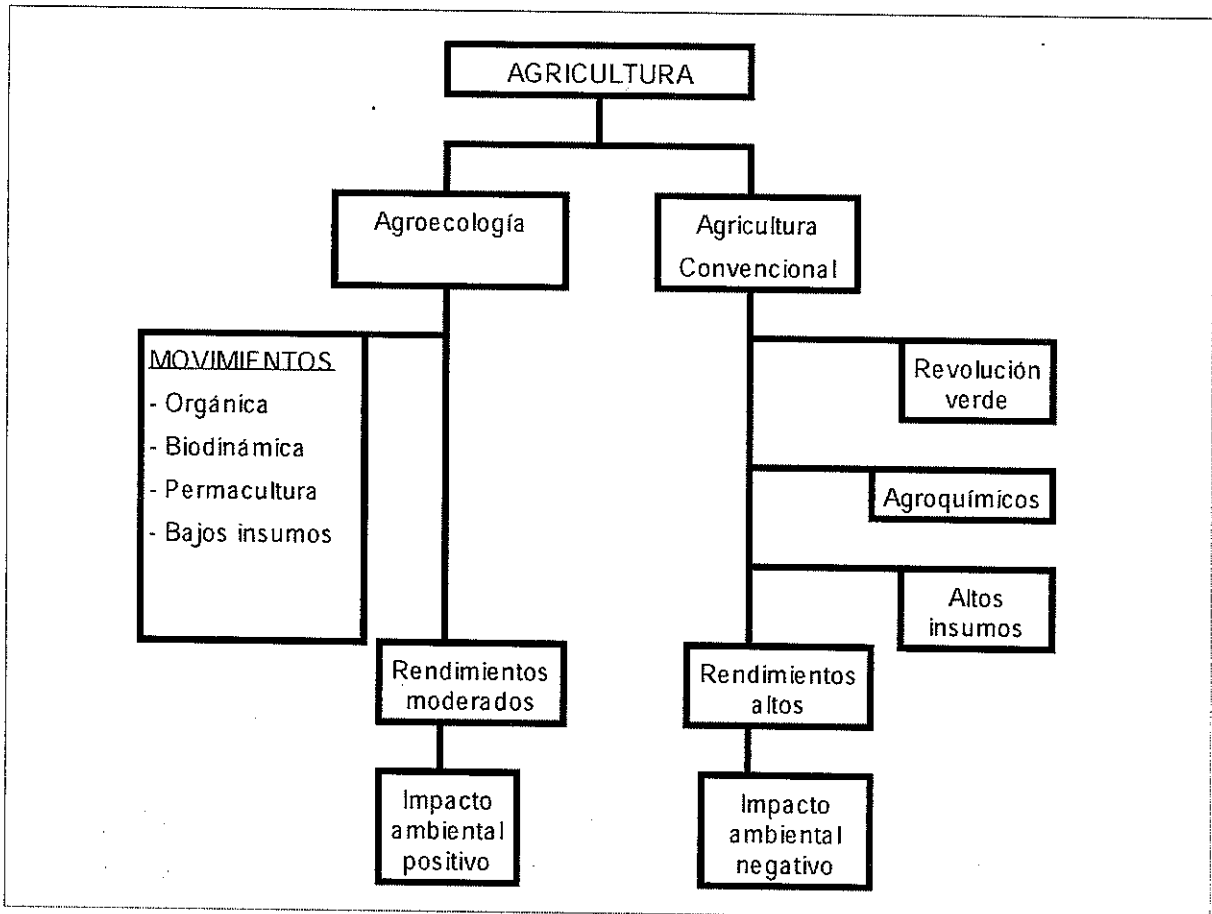 AGRICULTURA
Agroecología
Agricultura
Convencional
MOVIMIENTOS
- Orgánica
- Biodinámica
- Permacultura
- Bajos insumos
Revolución
verde
Agroquímicos
Altos
insumos
Rendimientos
moderados
Rendimientos
altos
Impacto
ambiental
positivo
Impacto
ambiental
negativo